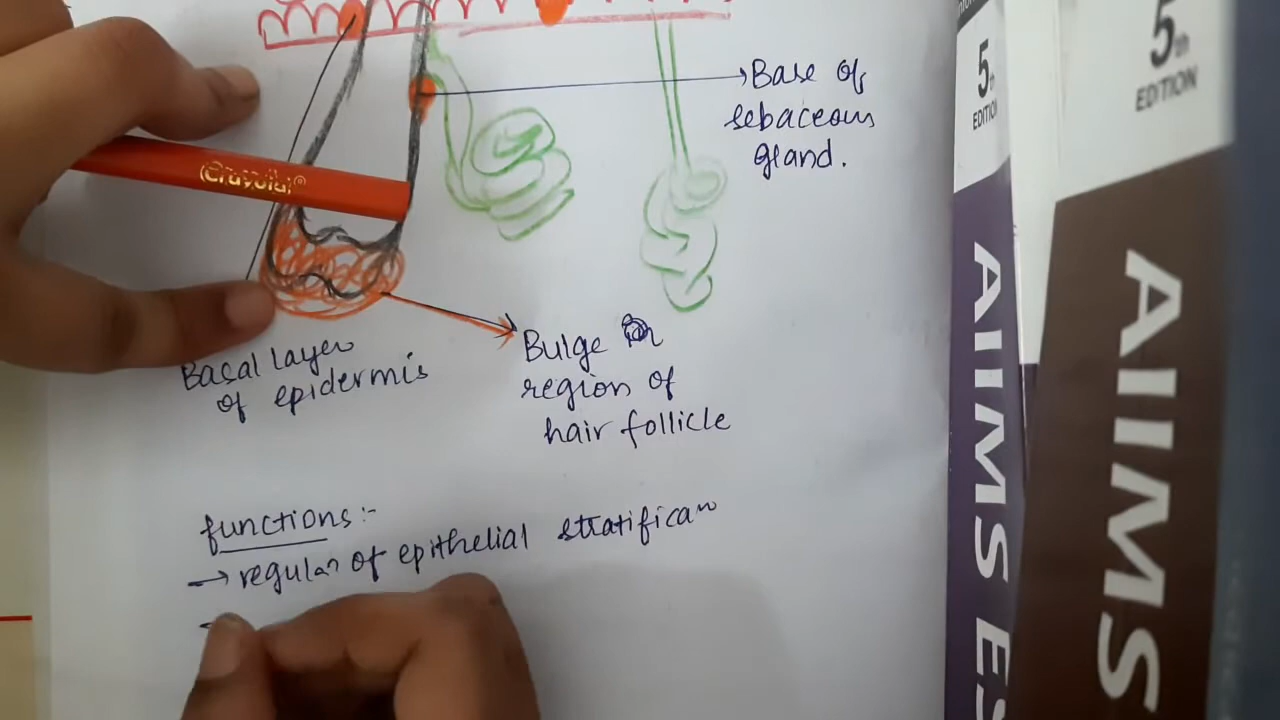 Base of
sebaceous
gland.
Crayola®
Bulge
region of
hair follicle
Basal layer
of epidermis
functions :-
→ regulaⁿ of epithelial stratificaⁿ
5th
EDITION
AIIMS ES
5th
EDITION
AIIMS